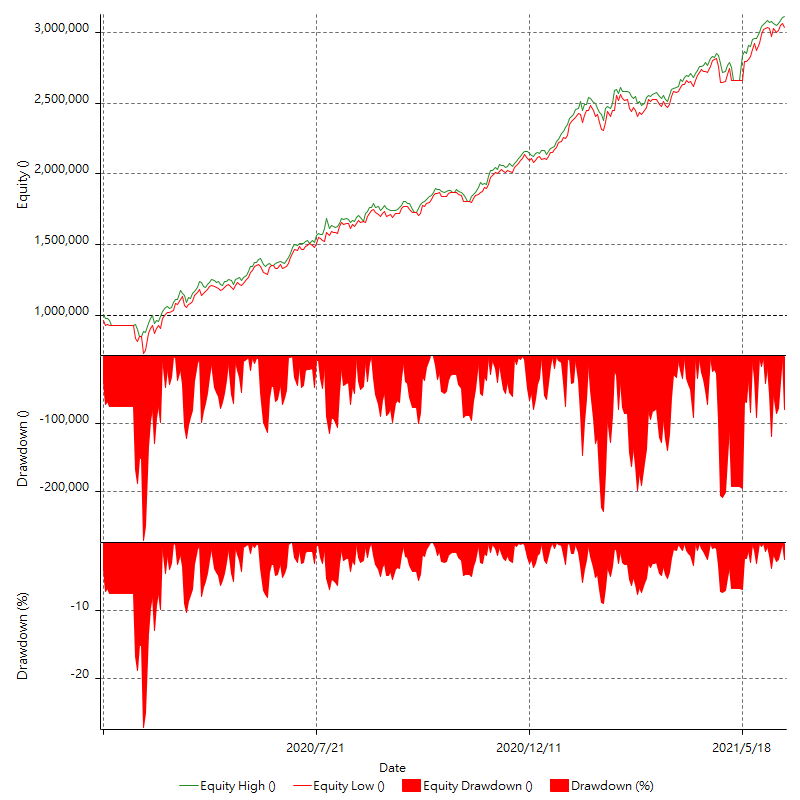 3,000,000
2,500,000
2,000,000
Equity ()
1,500,000
1,000,000
-100,000
Drawdown ()
-200,000
-10
Drawdown (%)
-20
2020/7/21 2020/12/11 2021/5/18
Date
Equity High () Equity Low () Equity Drawdown () Drawdown (%)